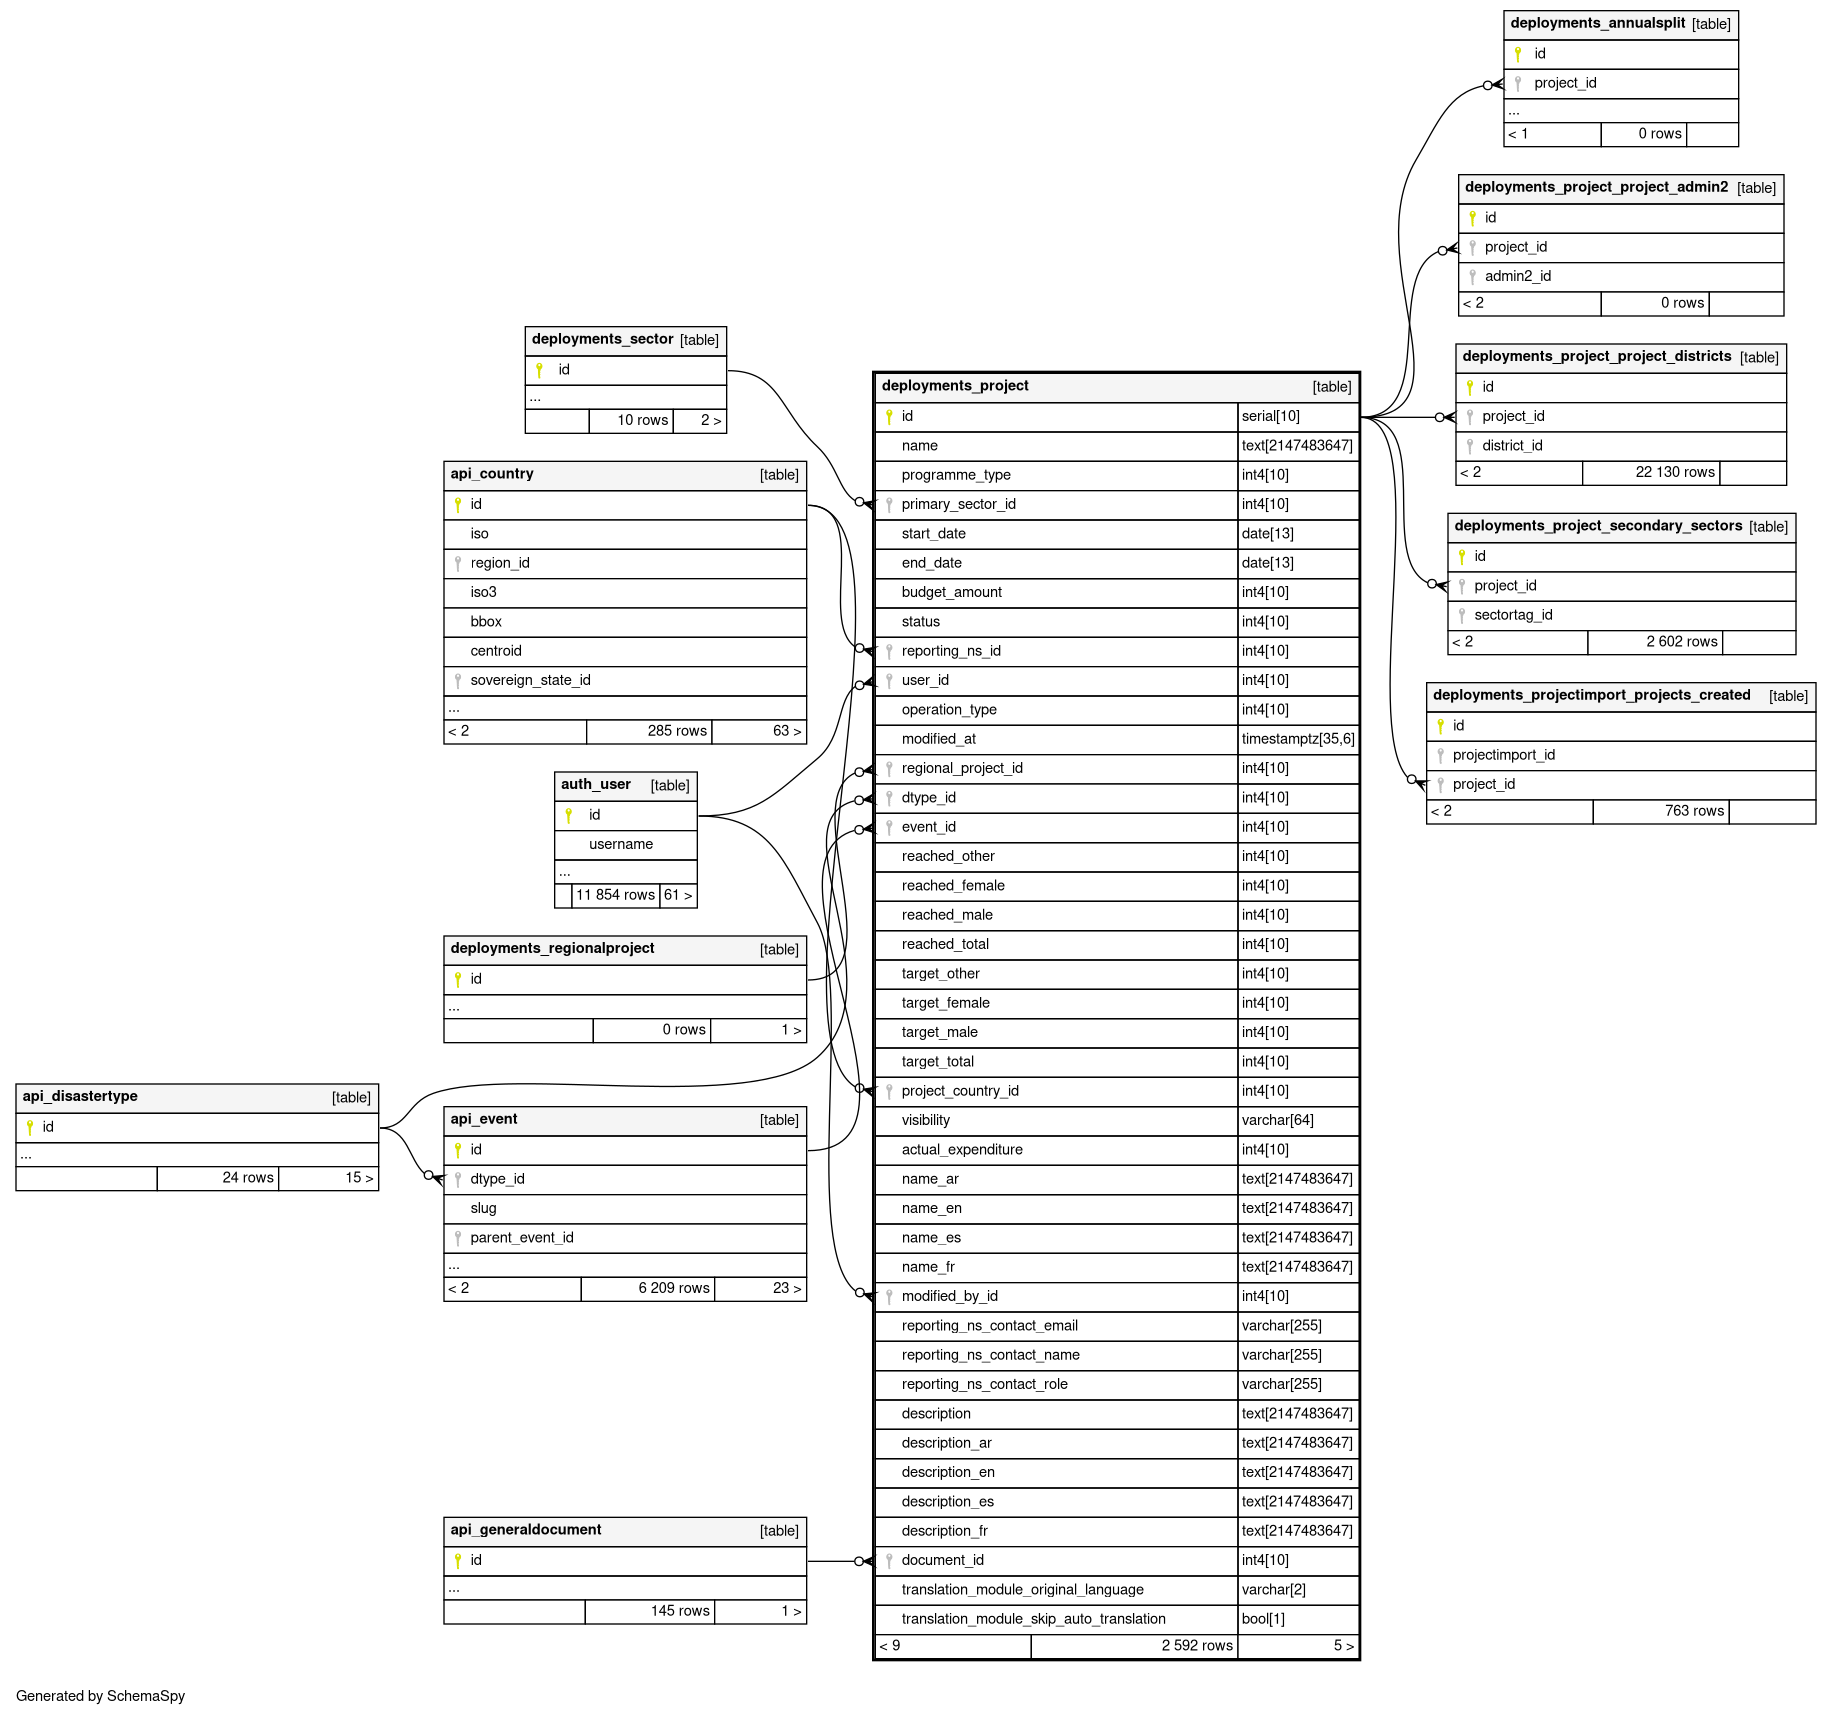 deployments_annualsplit [table]
id
project_id
...
< 1 0 rows
deployments_project_project_admin2 [table]
id
project_id
admin2_id
< 2 0 rows
deployments_project_project_districts [table]
id
project_id
district_id
< 2 22 130 rows
deployments_project_secondary_sectors [table]
id
project_id
sectortag_id
< 2 2 602 rows
deployments_projectimport_projects_created [table]
id
projectimport_id
project_id
< 2 763 rows
deployments_sector [table]
id
...
10 rows 2 >
api_country [table]
id
iso
region_id
iso3
bbox
centroid
sovereign_state_id
...
< 2 285 rows 63 >
auth_user [table]
id
username
...
11 854 rows 61 >
deployments_regionalproject [table]
id
...
0 rows 1 >
api_disastertype [table]
id
...
24 rows 15 >
api_event [table]
id
dtype_id
slug
parent_event_id
...
< 2 6 209 rows 23 >
api_generaldocument [table]
id
...
145 rows 1 >
deployments_project [table]
id serial[10]
name text[2147483647]
programme_type int4[10]
primary_sector_id int4[10]
start_date date[13]
end_date date[13]
budget_amount int4[10]
status int4[10]
reporting_ns_id int4[10]
user_id int4[10]
operation_type int4[10]
modified_at timestamptz[35,6]
regional_project_id int4[10]
dtype_id int4[10]
event_id int4[10]
reached_other int4[10]
reached_female int4[10]
reached_male int4[10]
reached_total int4[10]
target_other int4[10]
target_female int4[10]
target_male int4[10]
target_total int4[10]
project_country_id int4[10]
visibility varchar[64]
actual_expenditure int4[10]
name_ar text[2147483647]
name_en text[2147483647]
name_es text[2147483647]
name_fr text[2147483647]
modified_by_id int4[10]
reporting_ns_contact_email varchar[255]
reporting_ns_contact_name varchar[255]
reporting_ns_contact_role varchar[255]
description text[2147483647]
description_ar text[2147483647]
description_en text[2147483647]
description_es text[2147483647]
description_fr text[2147483647]
document_id int4[10]
translation_module_original_language varchar[2]
translation_module_skip_auto_translation bool[1]
< 9 2 592 rows 5 >
Generated by SchemaSpy